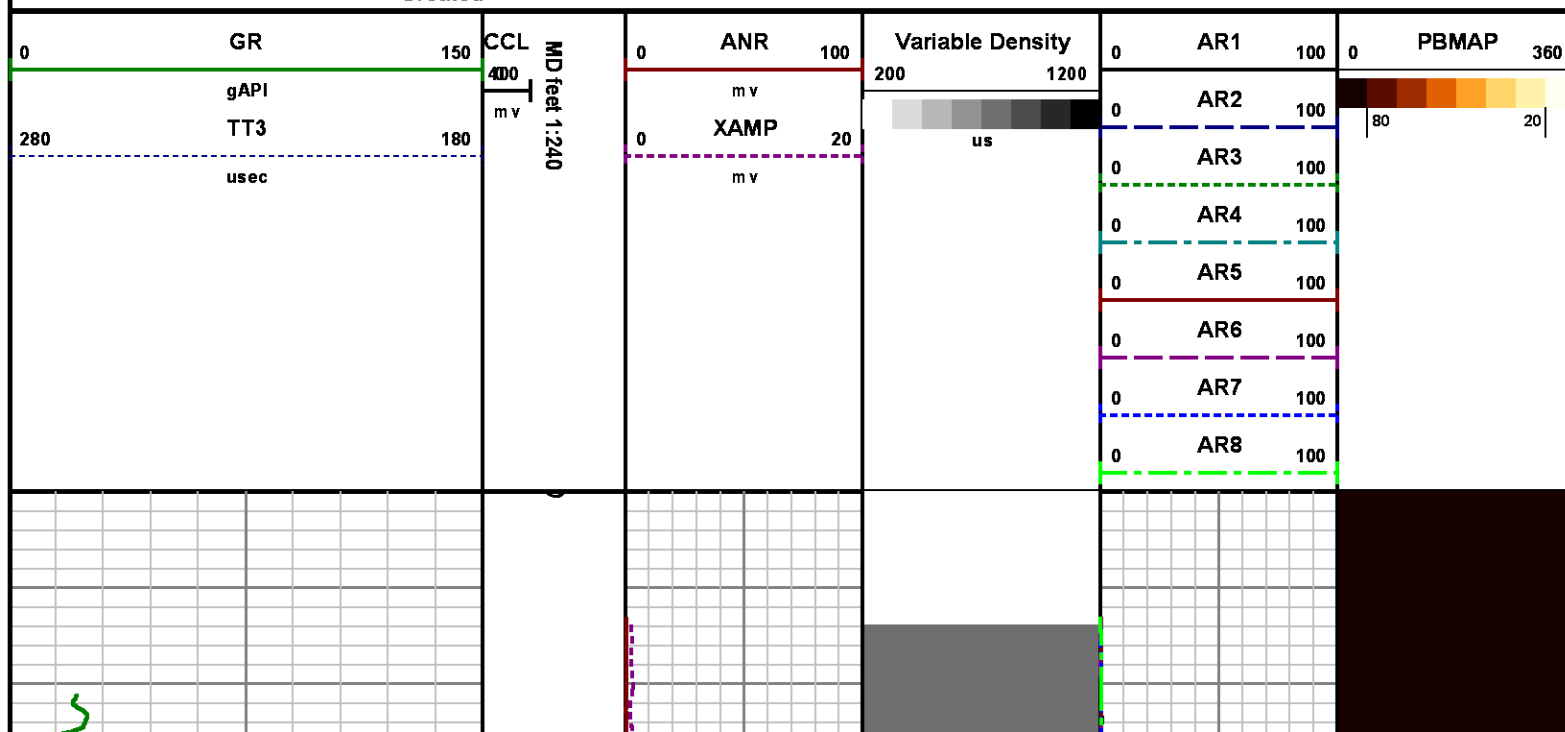 GR
0 150
gAPI
TT3
280 180
usec
CCL
mv
MD feet 1:240
ANR
0 100
mv
XAMP
0 20
mv
Variable Density
200 1200
us
AR1
0 100
AR2
0 100
AR3
0 100
AR4
0 100
AR5
0 100
AR6
0 100
AR7
0 100
AR8
0 100
PBMAP
0 360
80 20